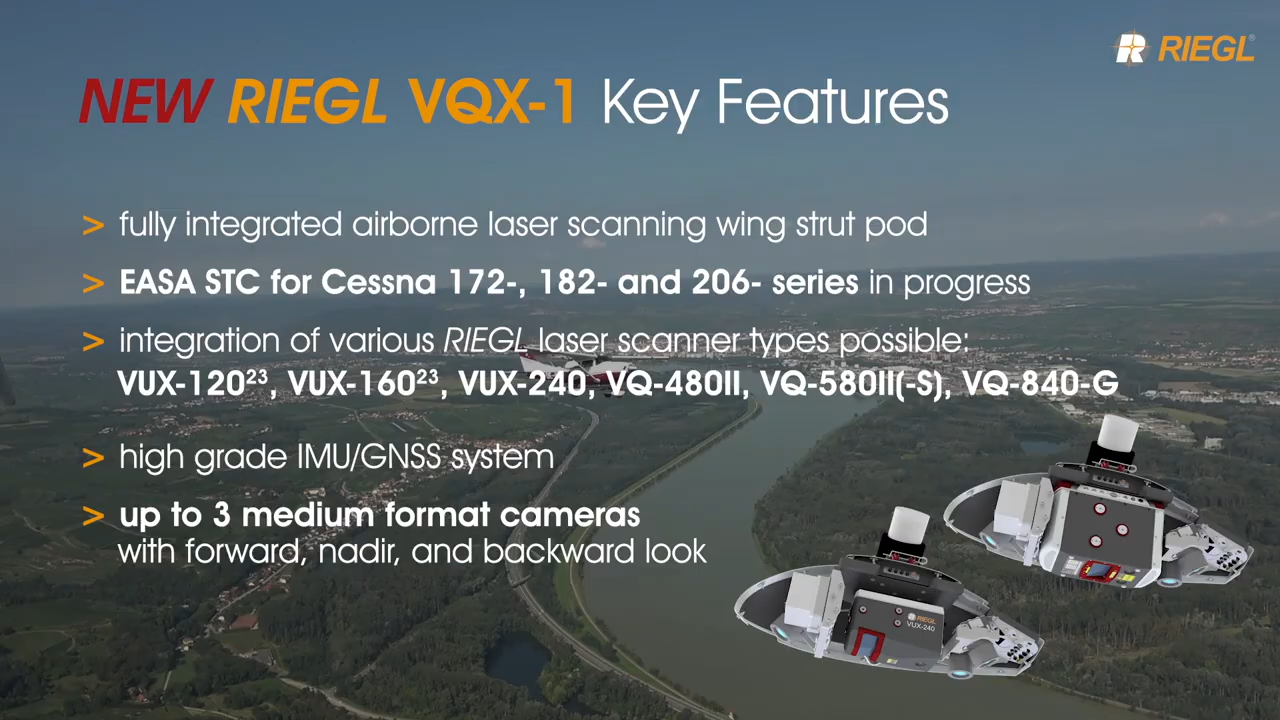 RIEGL®
NEW RIEGL VQX-1 Key Features
> fully integrated airborne laser scanning wing strut pod
> EASA STC for Cessna 172-, 182- and 206- series in progress
> integration of various RIEGL laser scanner types possible:
VUX-120²³, VUX-160²³, VUX-240, VQ-480II, VQ-580II(-S), VQ-840-G
> high grade IMU/GNSS system
> up to 3 medium format cameras
with forward, nadir, and backward look
RIEGL
VUX-240